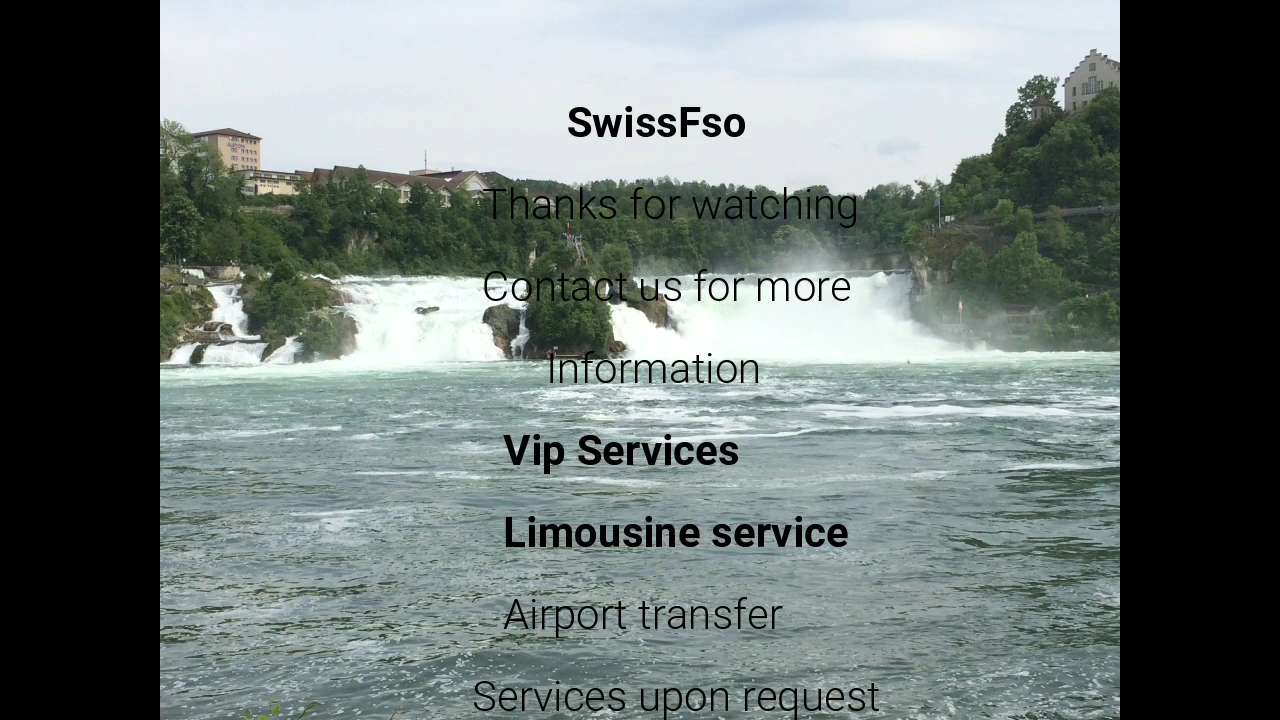 SwissFso
Thanks for watching
Contact us for more
Information
Vip Services
Limousine service
Airport transfer
Services upon request